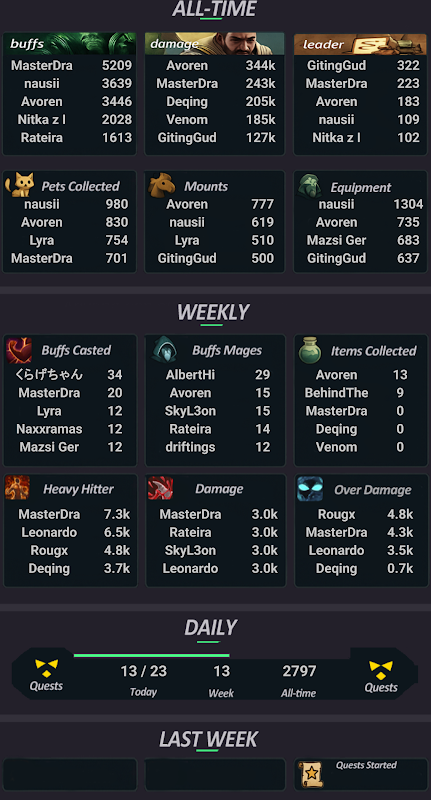 ALL-TIME
buffs damage leader
MasterDra 5209 Avoren 344k GitingGud 322
nausii 3639 MasterDra 243k MasterDra 223
Avoren 3446 Deqing 205k Avoren 183
Nitka z l 2028 Venom 185k nausii 109
Rateira 1613 GitingGud 127k Nitka z l 102
Pets Collected Mounts Equipment
nausii 980 Avoren 777 nausii 1304
Avoren 830 nausii 619 Avoren 735
Lyra 754 Lyra 510 Mazsi Ger 683
MasterDra 701 GitingGud 500 GitingGud 637
WEEKLY
Buffs Casted Buffs Mages Items Collected
くらげちゃん 34 AlbertHi 29 Avoren 13
MasterDra 20 Avoren 15 BehindThe 9
Lyra 12 SkyL3on 15 MasterDra 0
Naxxramas 12 Rateira 14 Deqing 0
Mazsi Ger 12 driftings 12 Venom 0
Heavy Hitter Damage Over Damage
MasterDra 7.3k MasterDra 3.0k Rougx 4.8k
Leonardo 6.5k Rateira 3.0k MasterDra 4.3k
Rougx 4.8k SkyL3on 3.0k Leonardo 3.5k
Deqing 3.7k Leonardo 3.0k Deqing 0.7k
DAILY
13 / 23 13 2797
Quests Today Week All-time Quests
LAST WEEK
Quests Started